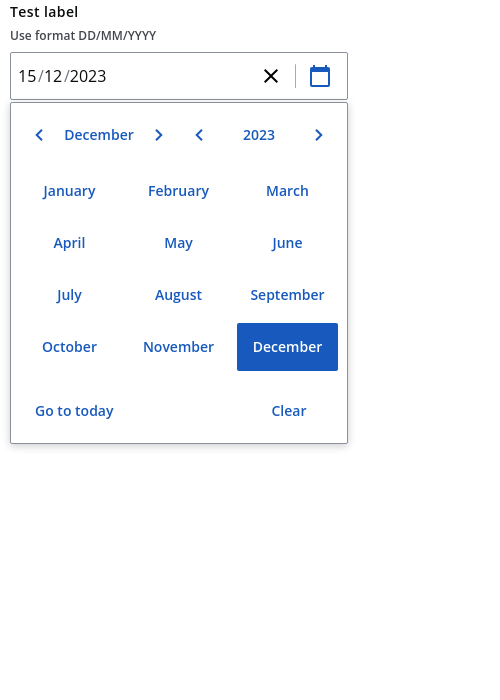 Test label
Use format DD/MM/YYYY
15/12/2023
December 2023
January February March
April May June
July August September
October November December
Go to today Clear